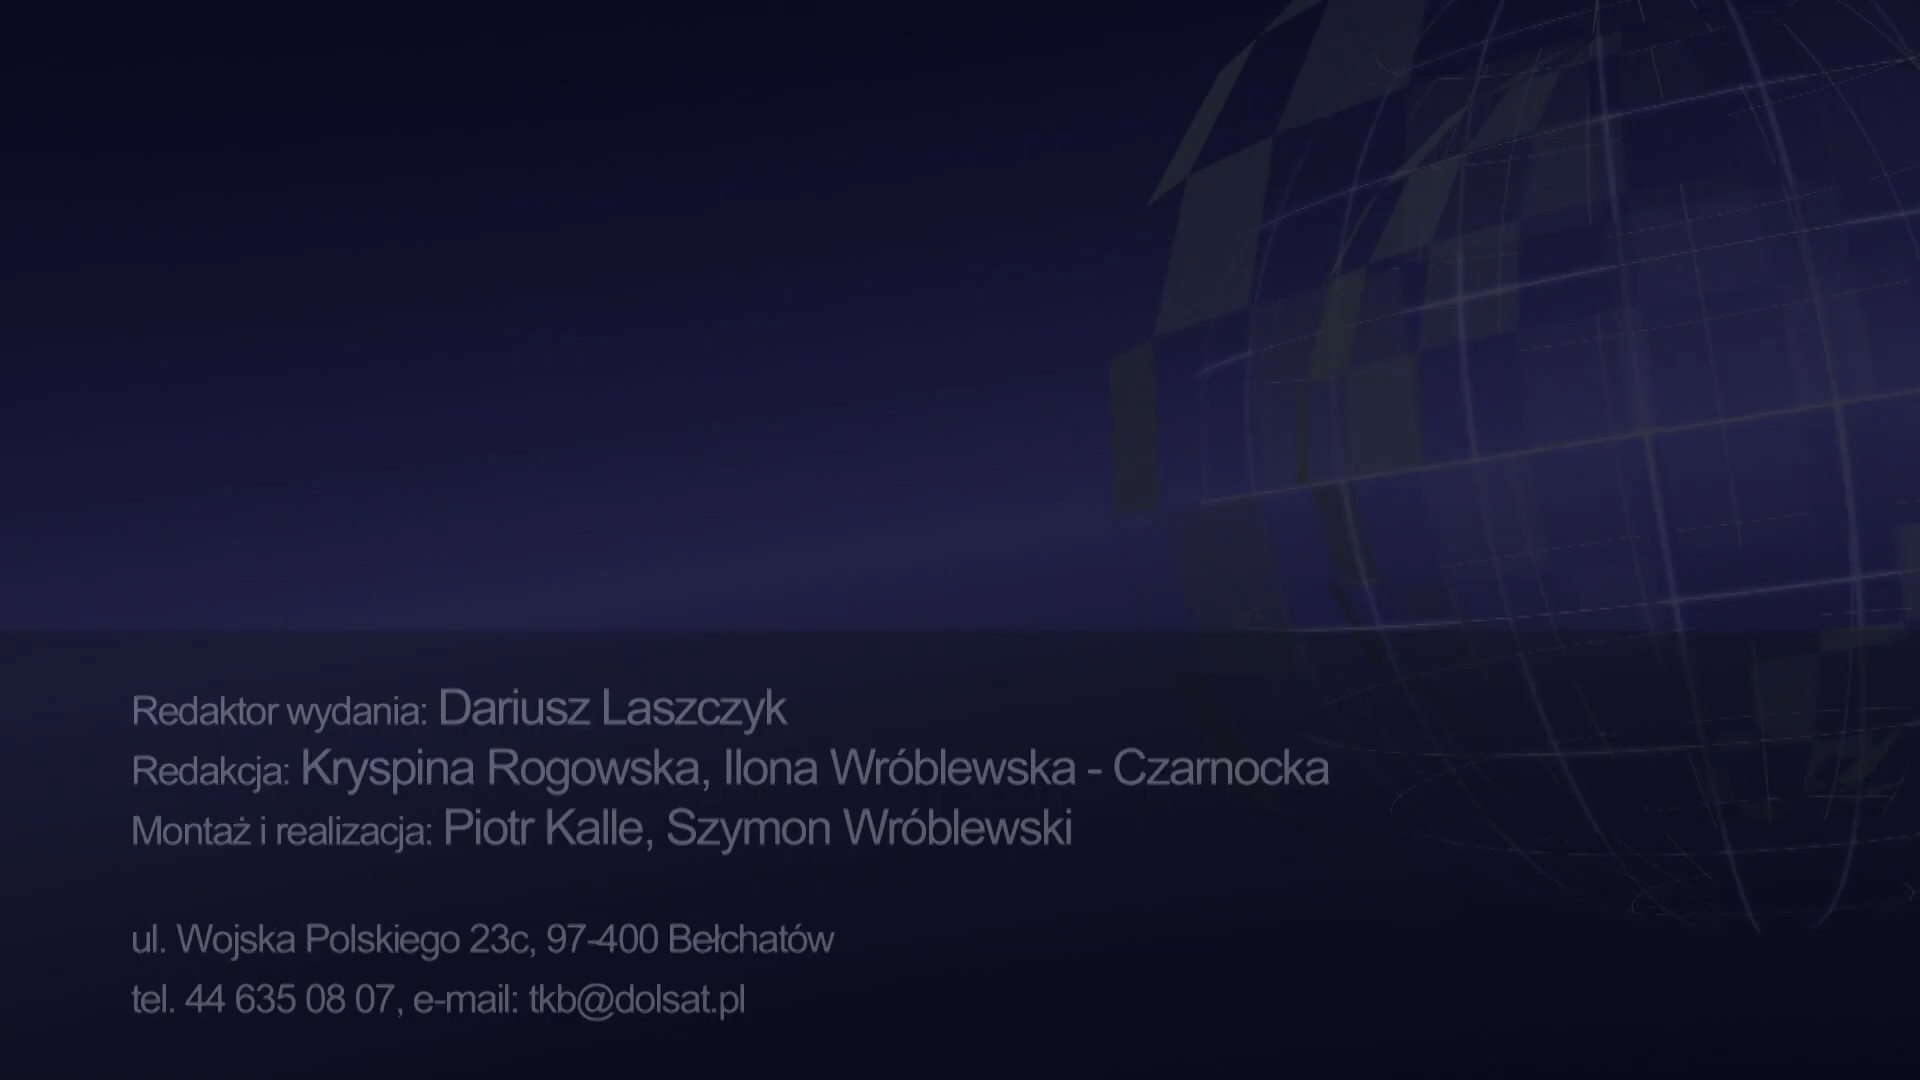 Redaktor wydania: Dariusz Laszczyk
Redakcja: Kryspina Rogowska, Ilona Wróblewska - Czarnocka
Montaż i realizacja: Piotr Kalle, Szymon Wróblewski
ul. Wojska Polskiego 23c, 97-400 Bełchatów
tel. 44 635 08 07, e-mail: tkb@dolsat.pl